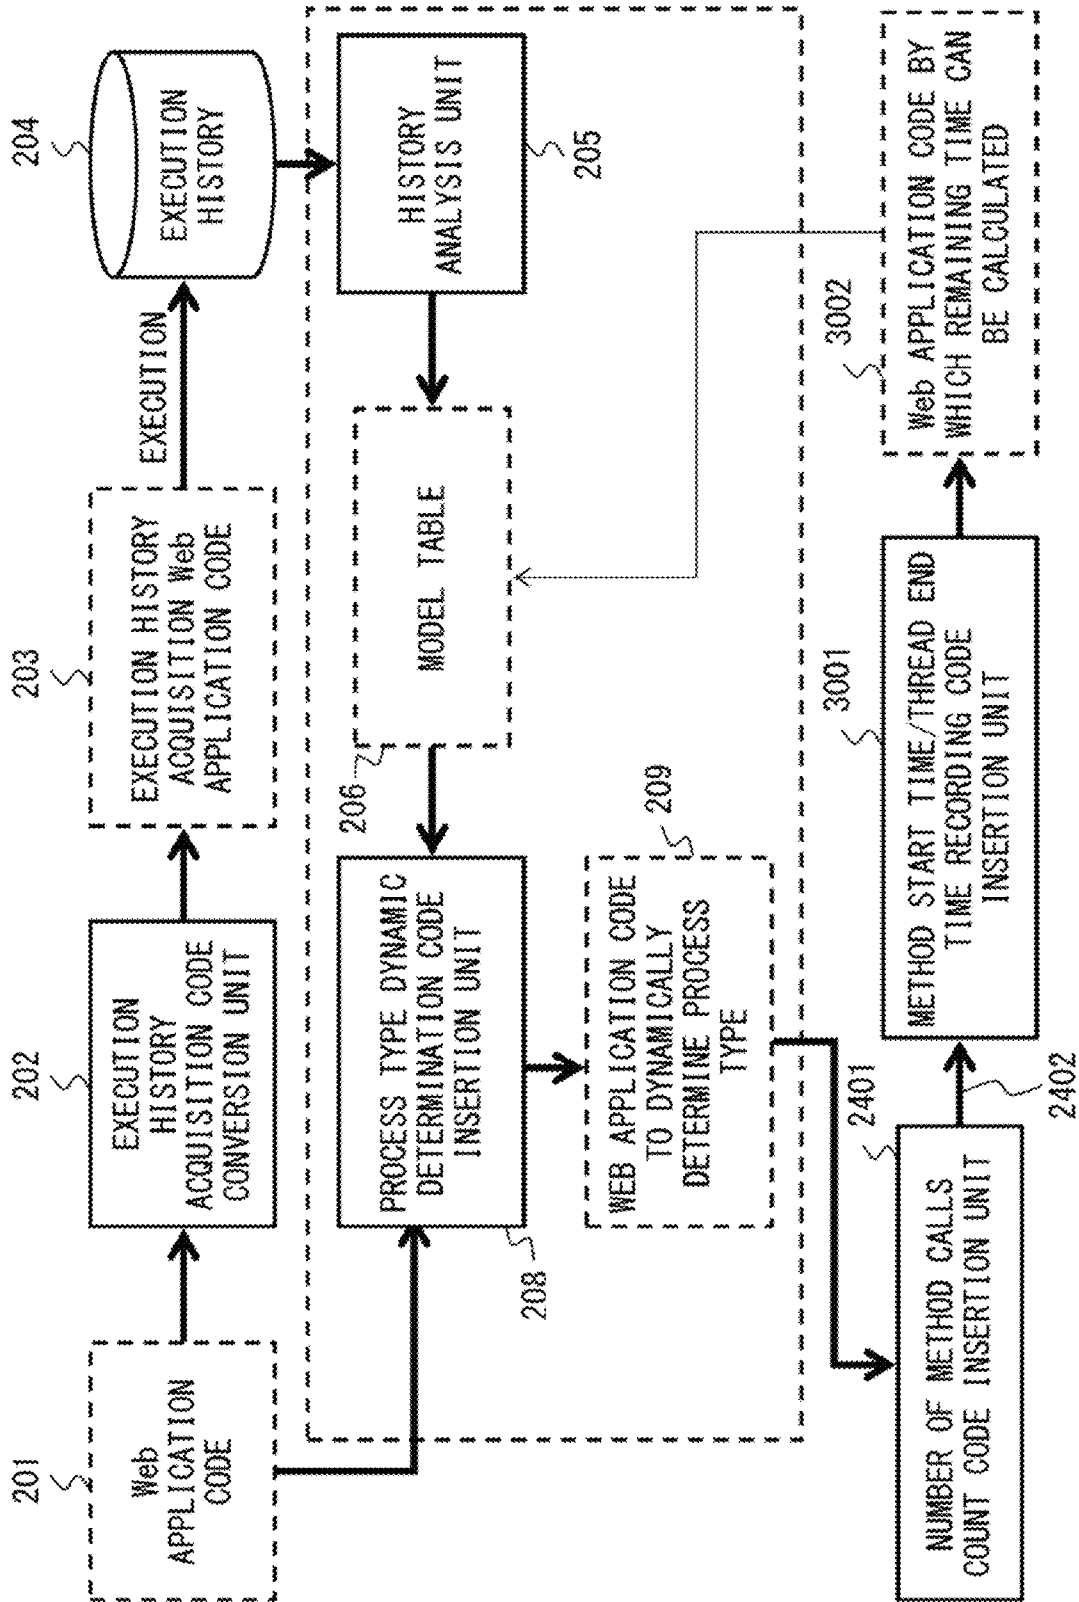 201
Web
APPLICATION
CODE
202
EXECUTION
HISTORY
ACQUISITION CODE
CONVERSION UNIT
203
EXECUTION HISTORY
ACQUISITION Web
APPLICATION CODE
EXECUTION
204
EXECUTION
HISTORY
PROCESS TYPE DYNAMIC
DETERMINATION CODE
INSERTION UNIT
208
206
MODEL TABLE
HISTORY
ANALYSIS UNIT
205
WEB APPLICATION CODE
TO DYNAMICALLY
DETERMINE PROCESS
TYPE
209
2401
NUMBER OF METHOD CALLS
COUNT CODE INSERTION UNIT
2402
3001
METHOD START TIME/THREAD END
TIME RECORDING CODE
INSERTION UNIT
3002
Web APPLICATION CODE BY
WHICH REMAINING TIME CAN
BE CALCULATED